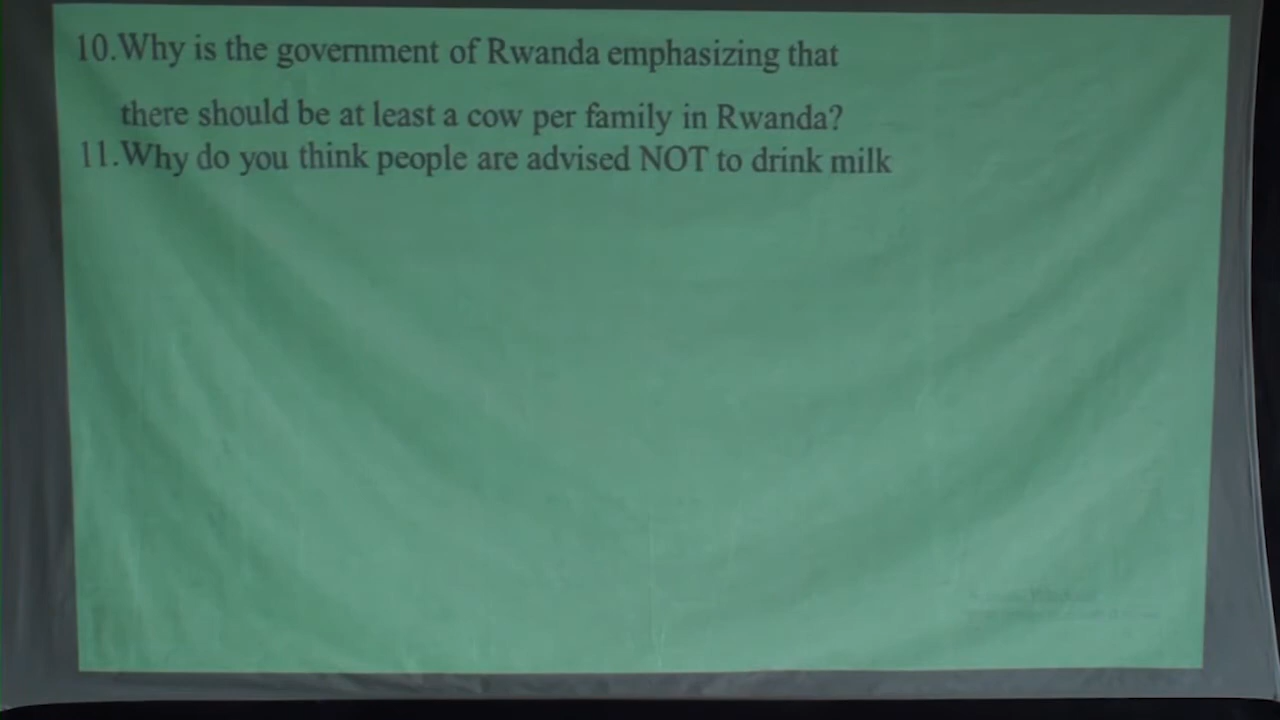 10.Why is the government of Rwanda emphasizing that
there should be at least a cow per family in Rwanda?
11.Why do you think people are advised NOT to drink milk